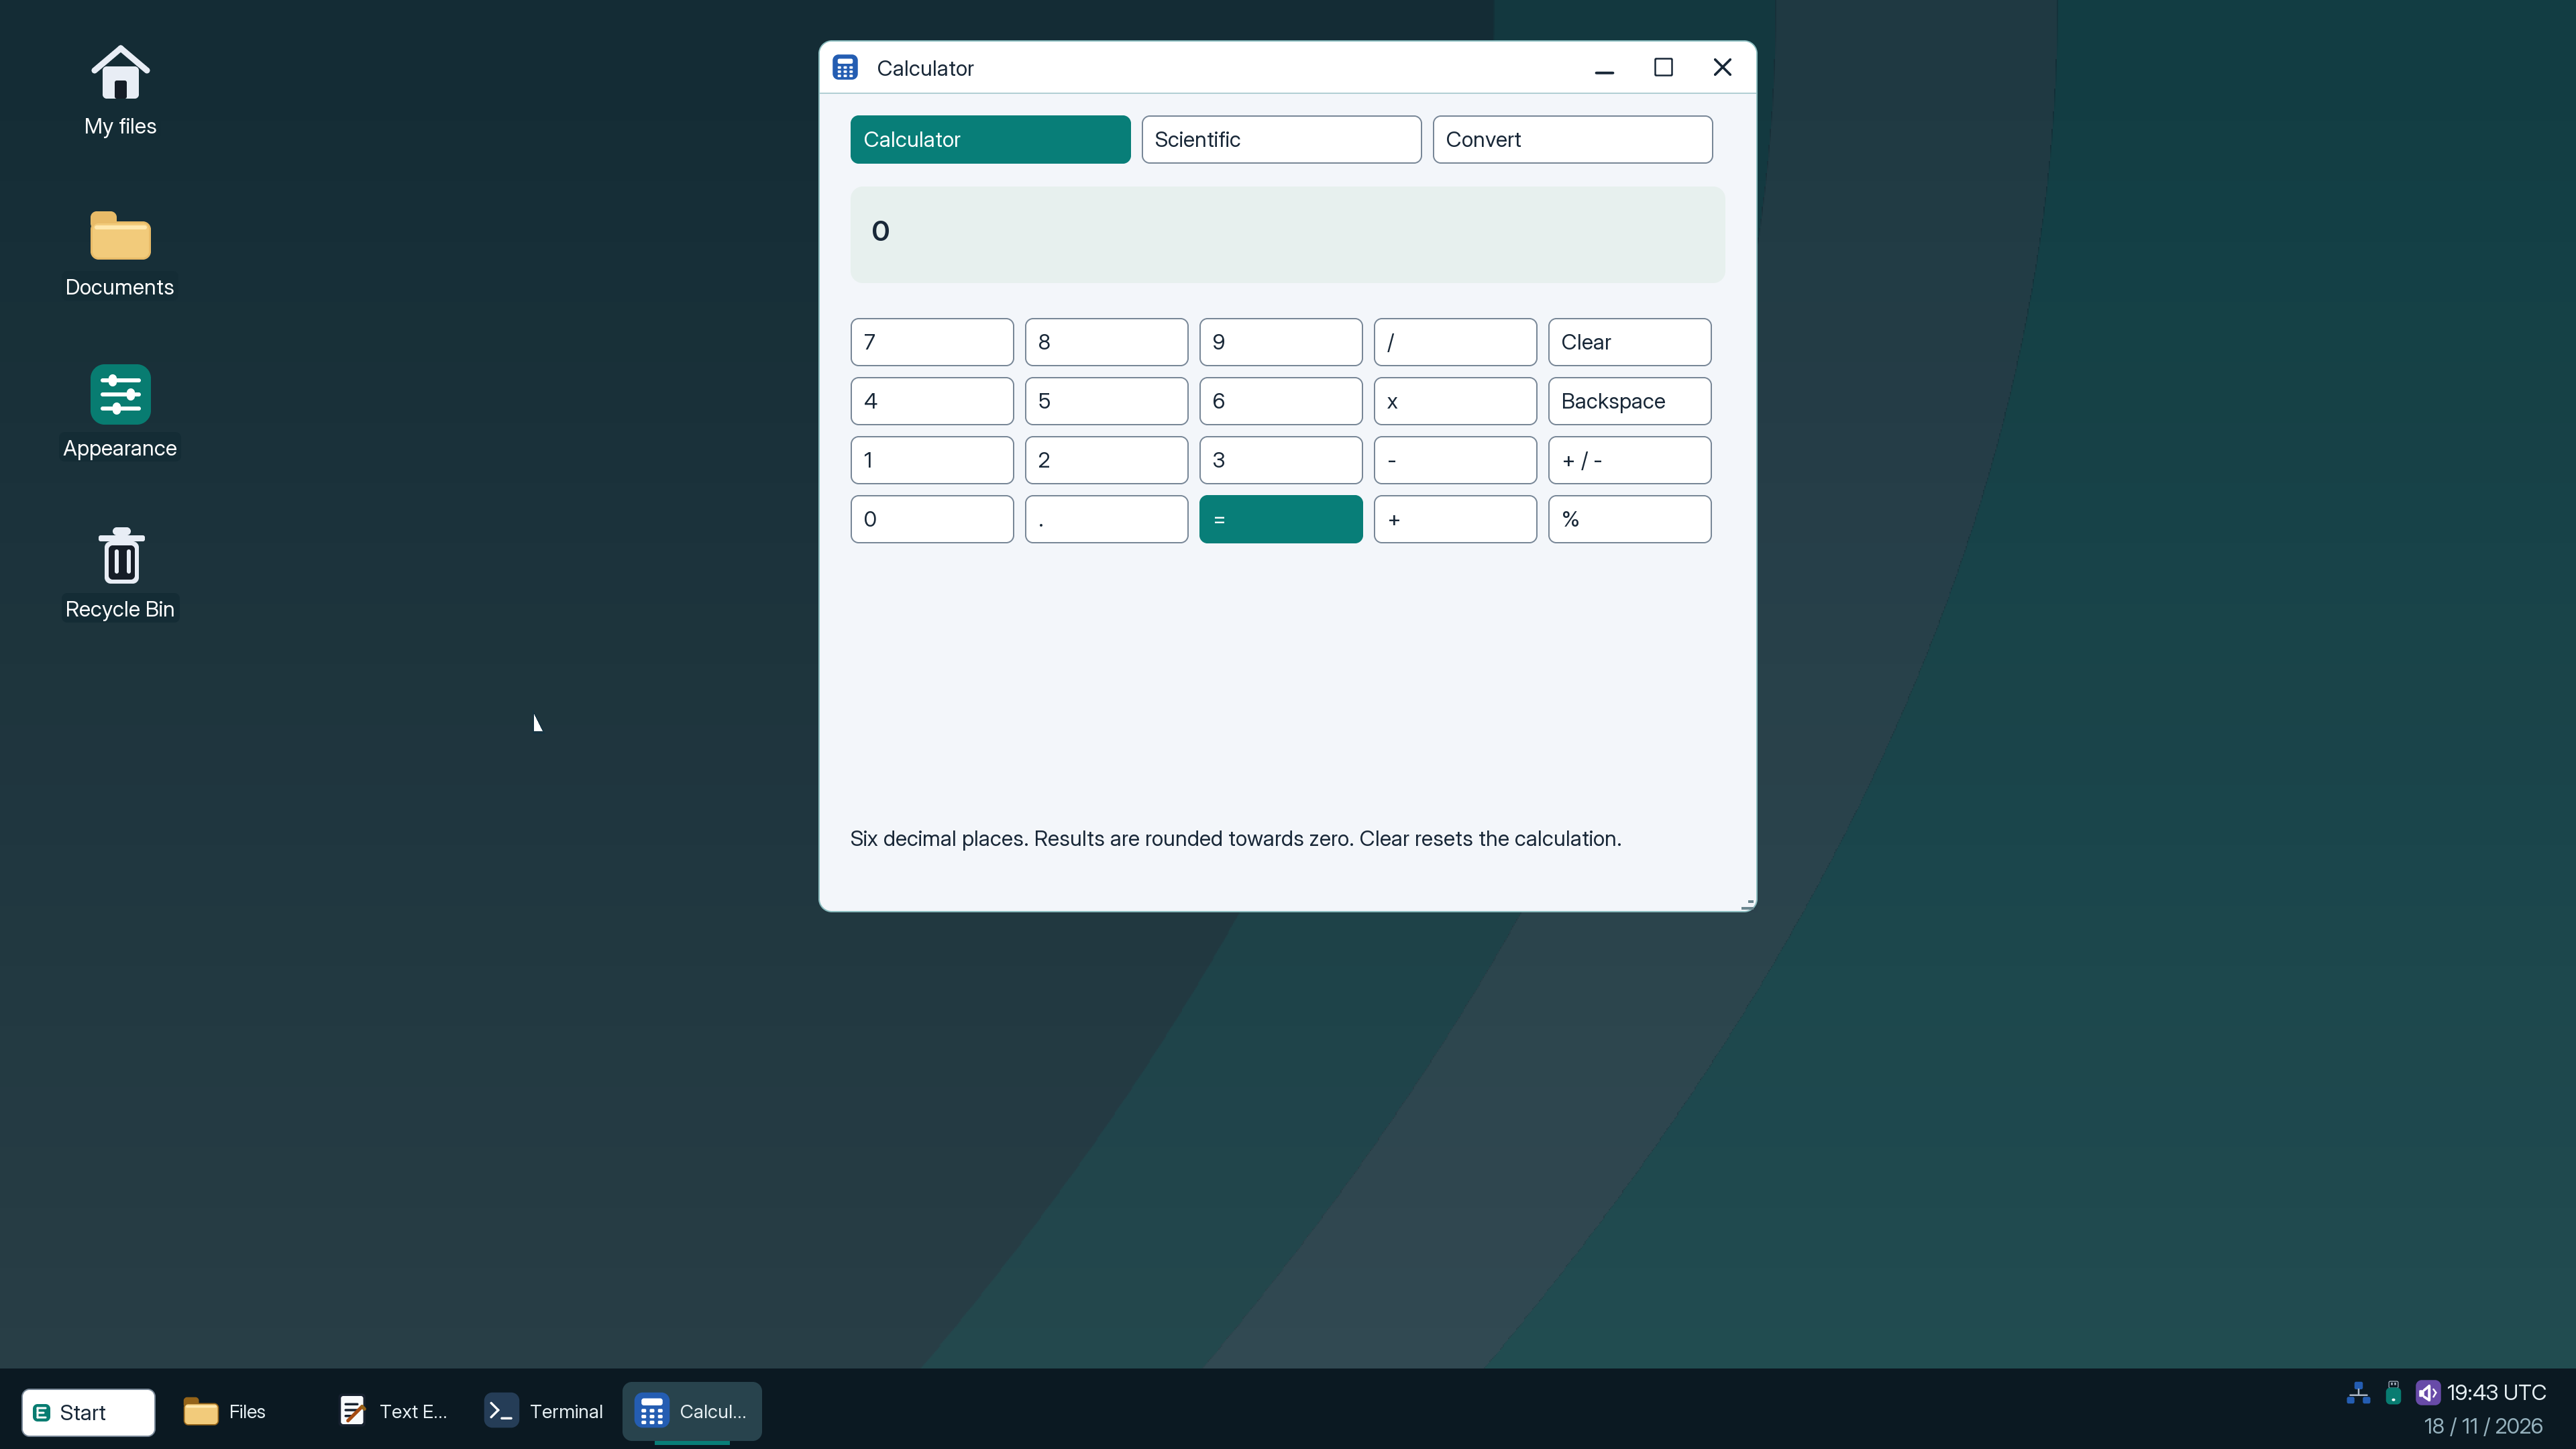 My files
Documents
Appearance
Recycle Bin
Calculator
Calculator Scientific Convert
0
7 8 9 / Clear
4 5 6 x Backspace
1 2 3 - + / -
0 . = + %
Six decimal places. Results are rounded towards zero. Clear resets the calculation.
E Start Files Text E... Terminal Calcul... 19:43 UTC
18 / 11 / 2026